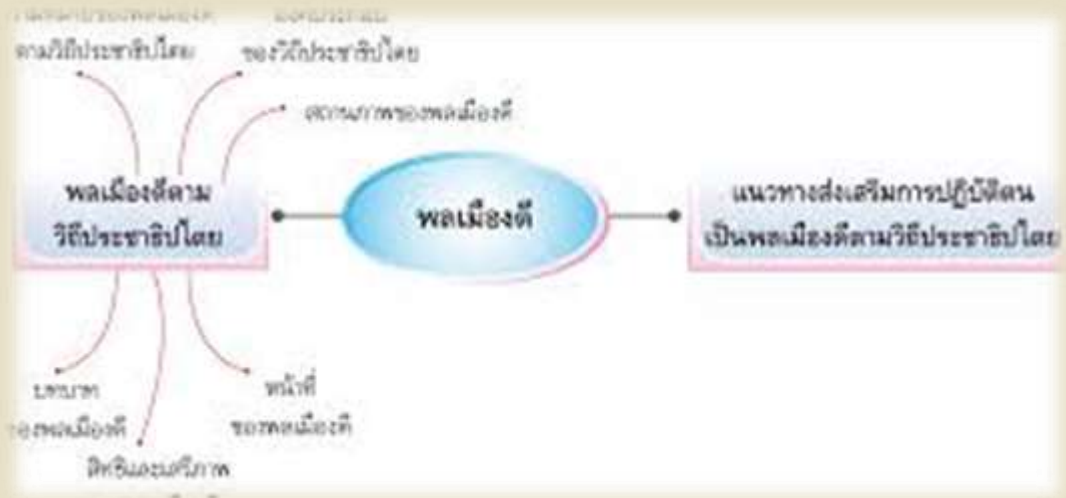 ตามวิถีประชาธิปไตย
ของวิถีประชาธิปไตย
สถานภาพของพลเมืองดี
พลเมืองดีตาม
วิถีประชาธิปไตย
พลเมืองดี
แนวทางส่งเสริมการปฏิบัติตน
เป็นพลเมืองดีตามวิถีประชาธิปไตย
บทบาท
ของพลเมืองดี
หน้าที่
ของพลเมืองดี
สิทธิและเสรีภาพ